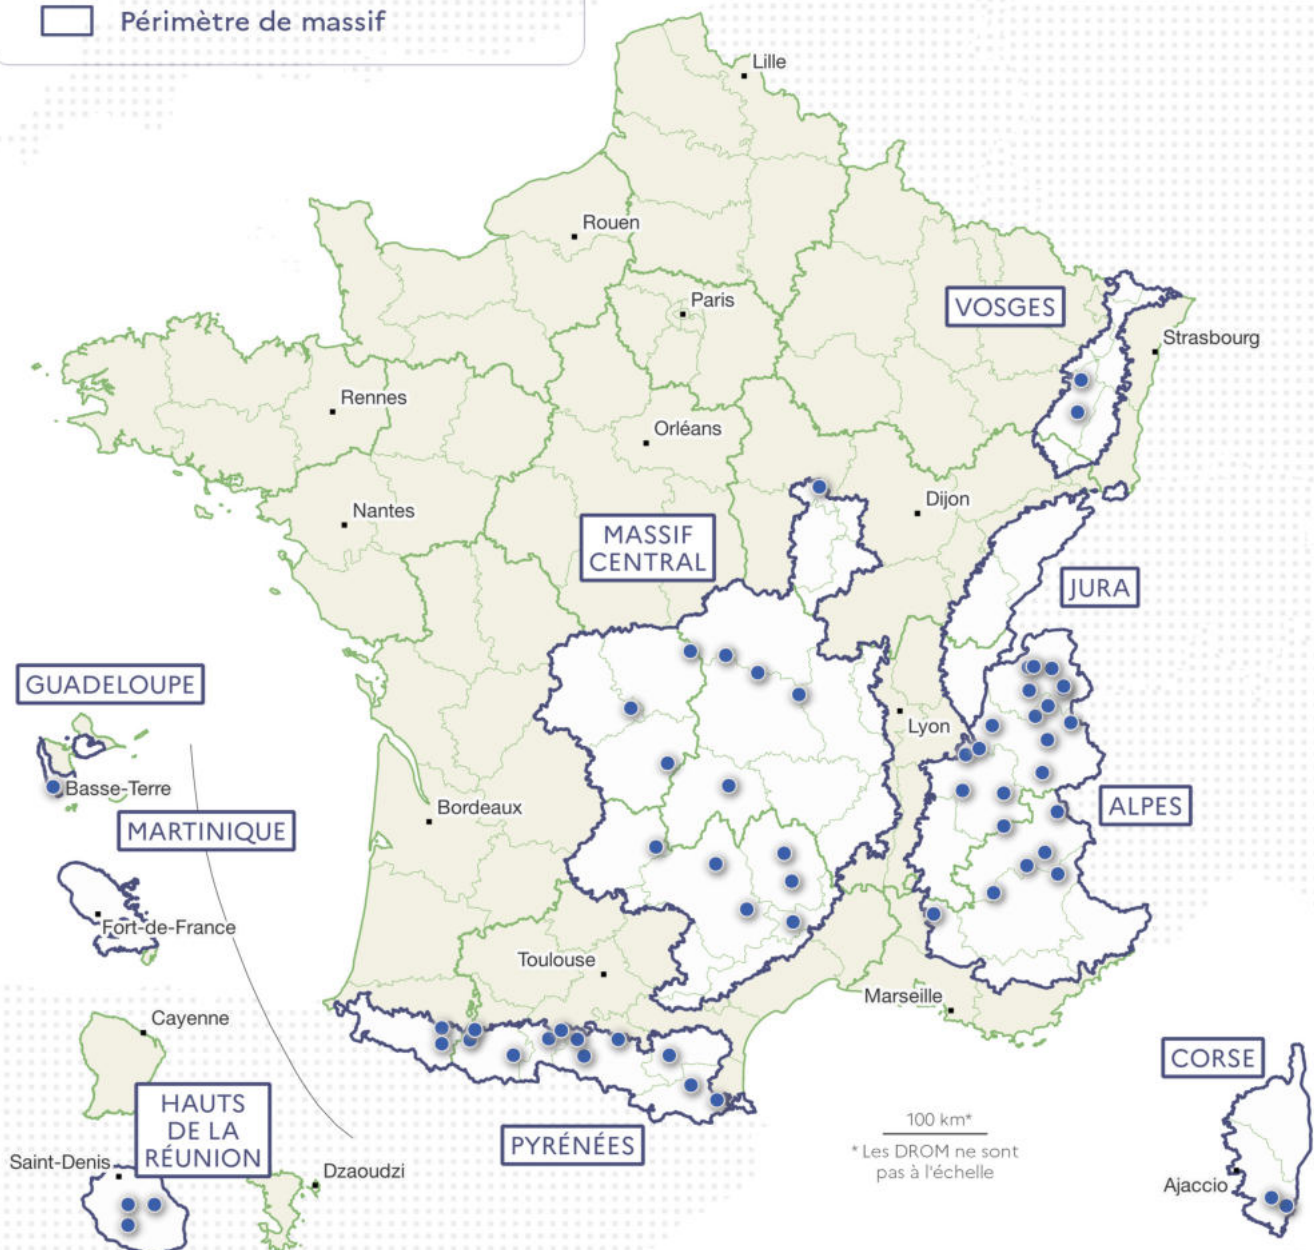 Périmètre de massif
Lille
Rouen
Paris
VOSGES
Strasbourg
Rennes
Orléans
Nantes
Dijon
MASSIF
CENTRAL
JURA
GUADELOUPE
Lyon
Basse-Terre
Bordeaux
ALPES
MARTINIQUE
Fort-de-France
Toulouse
Marseille
Cayenne
CORSE
HAUTS
DE LA
RÉUNION
PYRÉNÉES
100 km*
* Les DROM ne sont
pas à l'échelle
Saint-Denis
Dzaoudzi
Ajaccio